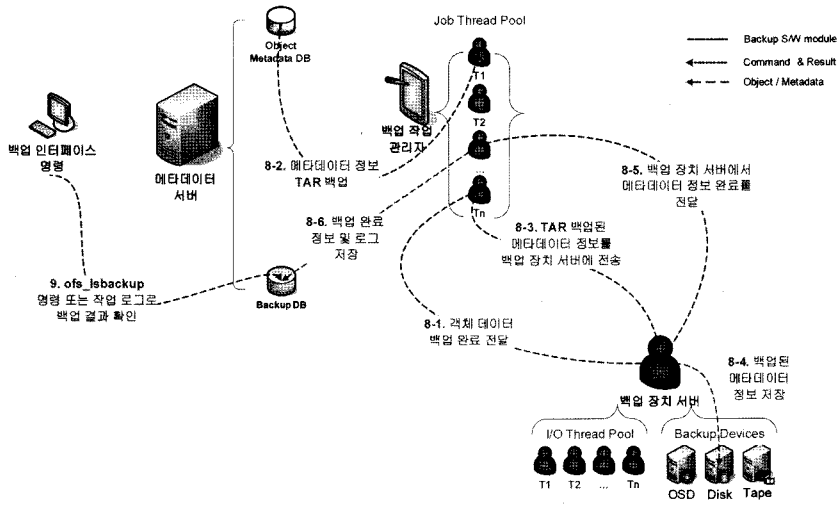 Job Thread Pool
Backup S/W module
Command & Result
Object / Metadata
Object
Metadata DB
T1
T2
...
Tn
백업 작업
관리자
백업 인터페이스
명령
메타데이터
서버
8-2. 메타데이터 정보
TAR 백업
8-6. 백업 완료
정보 및 로그
저장
8-5. 백업 장치 서버에서
메타데이터 정보 완료를
전달
8-3. TAR 백업된
메타데이터 정보를
백업 장치 서버에 전송
9. ofs_lsbackup
명령 또는 작업 로그로
백업 결과 확인
Backup DB
8-1. 객체 데이터
백업 완료 전달
8-4. 백업된
메타데이터
정보 저장
백업 장치 서버
I/O Thread Pool
Backup Devices
T1
T2
...
Tn
OSD
Disk
Tape